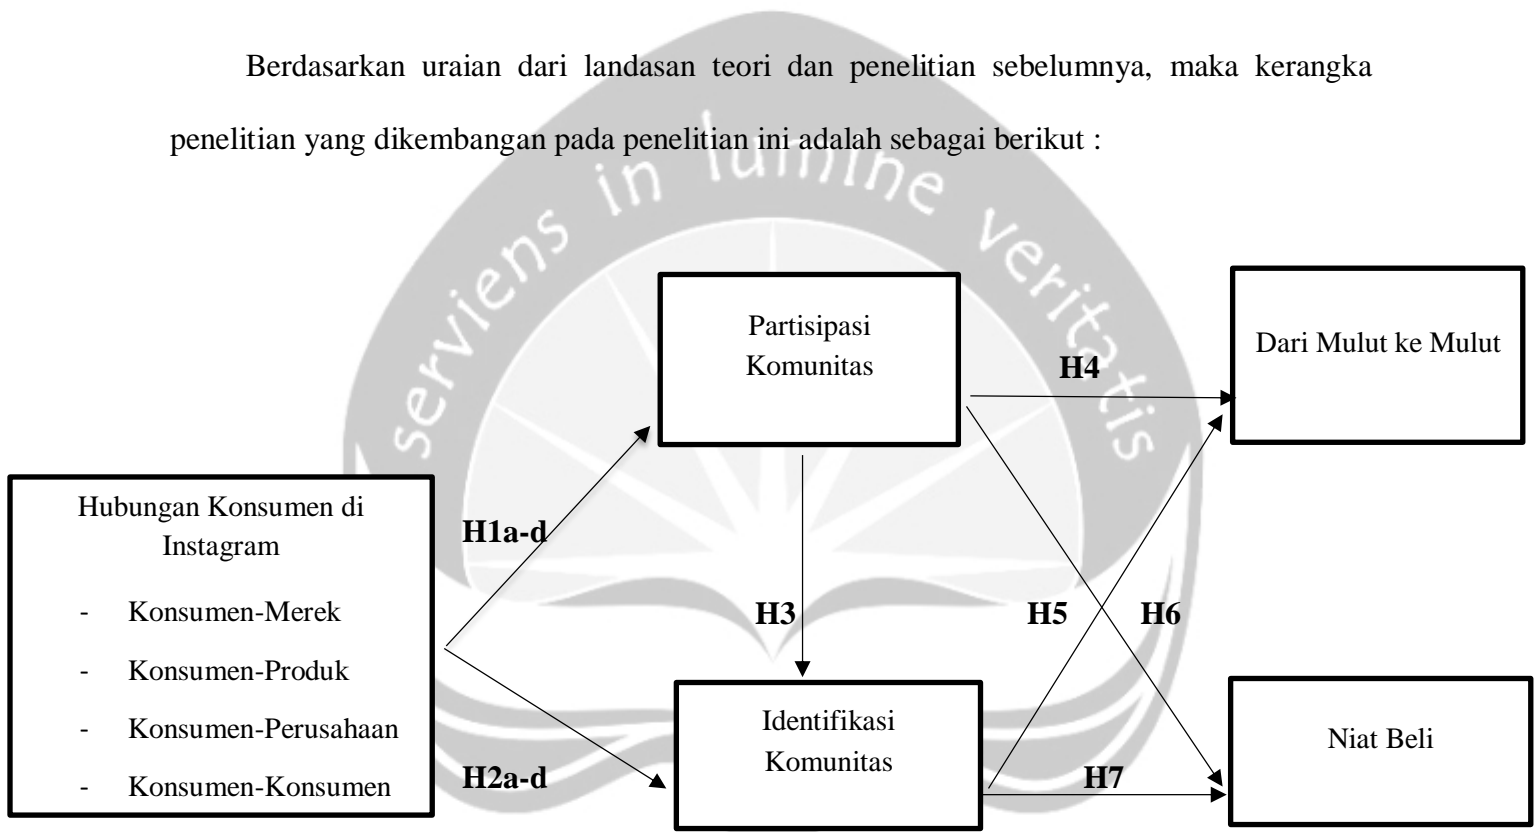 Berdasarkan uraian dari landasan teori dan penelitian sebelumnya, maka kerangka
penelitian yang dikembangan pada penelitian ini adalah sebagai berikut :
serviens in lumine veritatis
Partisipasi
Komunitas
Dari Mulut ke Mulut
H4
Hubungan Konsumen di
Instagram
- Konsumen-Merek
- Konsumen-Produk
- Konsumen-Perusahaan
- Konsumen-Konsumen
H1a-d
H3
H5
H6
H2a-d
Identifikasi
Komunitas
H7
Niat Beli